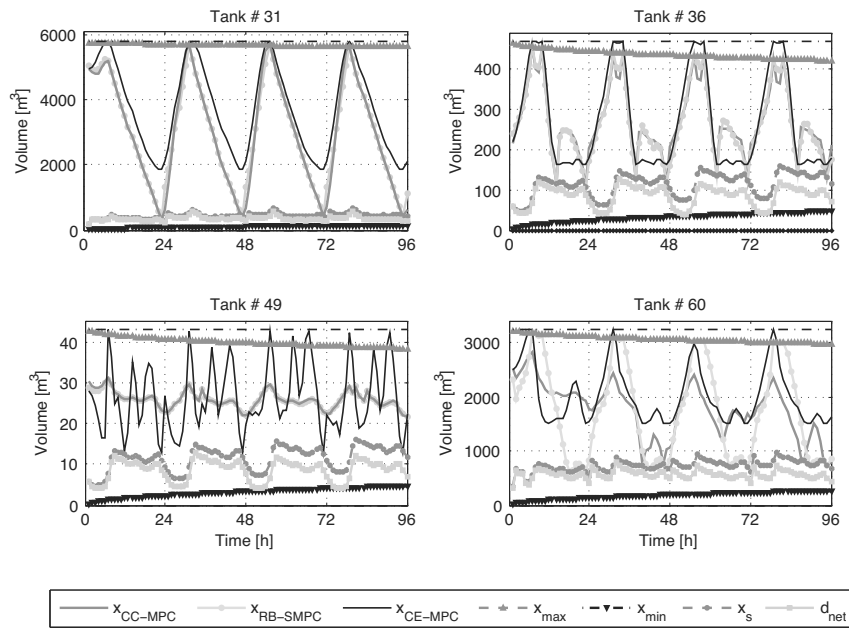 Tank # 31
Volume [m³]
6000
4000
2000
0
0 24 48 72 96
Tank # 36
Volume [m³]
400
300
200
100
0
0 24 48 72 96
Tank # 49
Volume [m³]
40
30
20
10
0
0 24 48 72 96
Time [h]
Tank # 60
Volume [m³]
3000
2000
1000
0
0 24 48 72 96
Time [h]
x_CC−MPC x_RB−SMPC x_CE−MPC x_max x_min x_s d_net